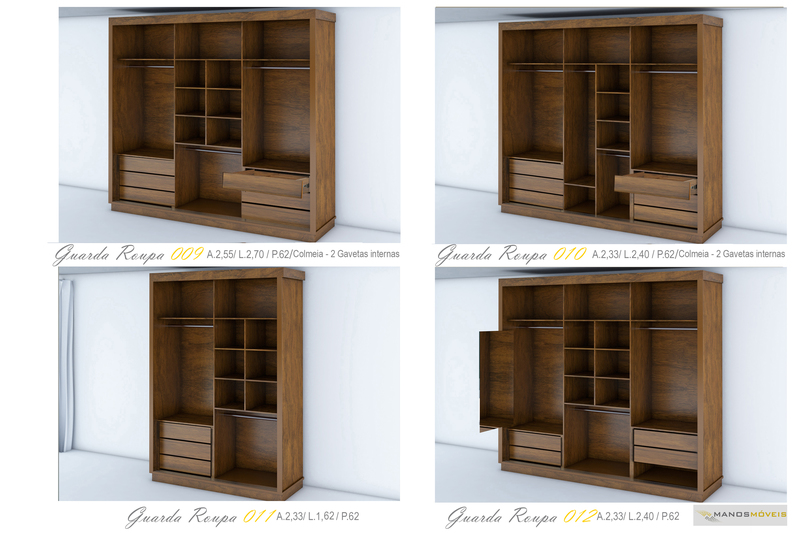 Guarda Roupa 009 A.2,55/ L.2,70 / P.62/Colmeia - 2 Gavetas internas
Guarda Roupa 010 A.2,33/ L.2,40 / P.62/Colmeia - 2 Gavetas internas
Guarda Roupa 011 A.2,33/ L.1,62 / P.62
Guarda Roupa 012 A.2,33/ L.2,40 / P.62
MANOSMÓVEIS